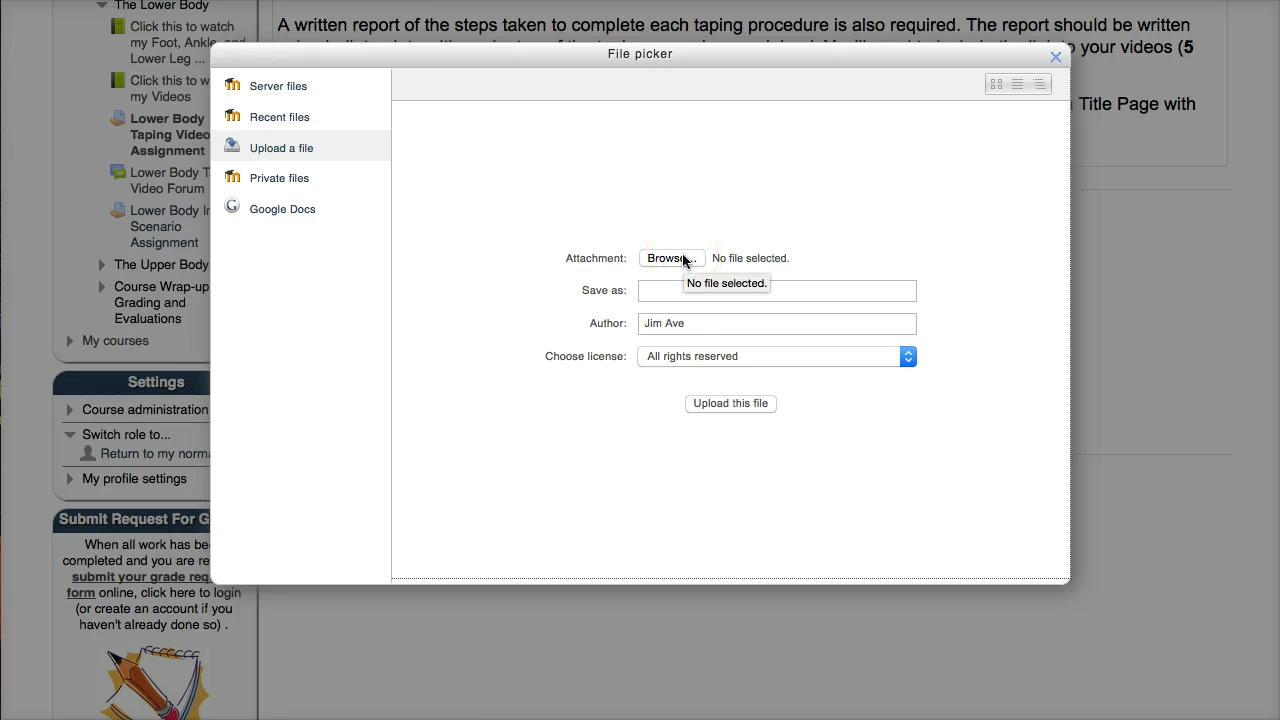 The Lower Body
Click this to watch
my Foot, Ankle, and
Lower Leg ...
Click this to w
my Videos
Lower Body
Taping Video
Assignment
Lower Body T
Video Forum
Lower Body In
Scenario
Assignment
The Upper Body
Course Wrap-up
Grading and
Evaluations
My courses
Settings
Course administration
Switch role to...
Return to my norma
My profile settings
Submit Request For G
When all work has be
completed and you are re
submit your grade req
form online, click here to login
(or create an account if you
haven't already done so) .
A written report of the steps taken to complete each taping procedure is also required. The report should be written
your videos (5
Title Page with
File picker
Server files
Recent files
Upload a file
Private files
Google Docs
Attachment: Browse... No file selected.
No file selected.
Save as:
Author: Jim Ave
Choose license: All rights reserved
Upload this file